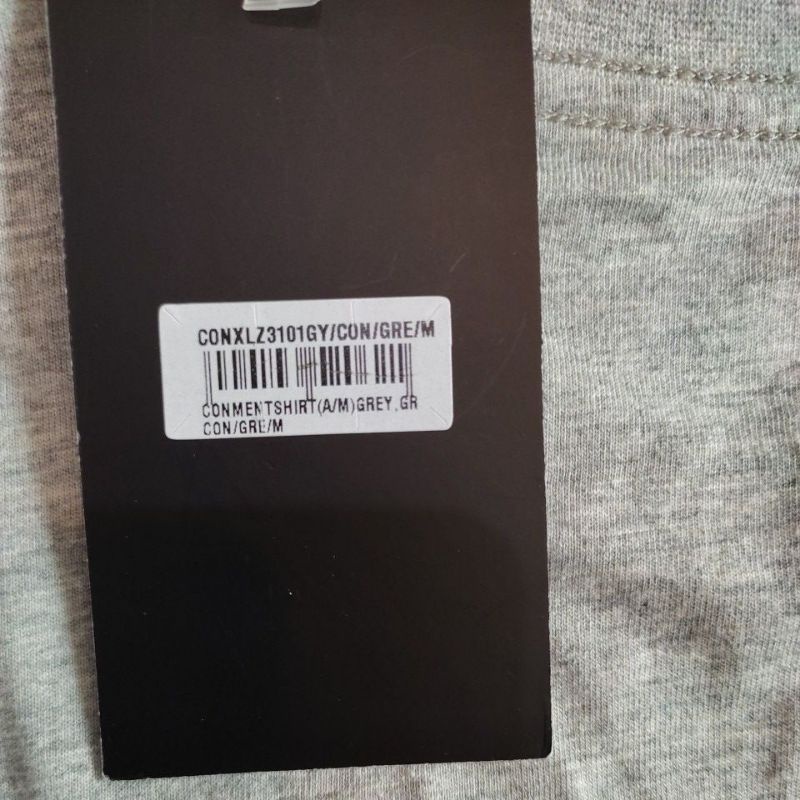 CONXLZ3101GY/CON/GRE/M
CONMENTSHIRT(A/M)GREY.GR
CON/GRE/M